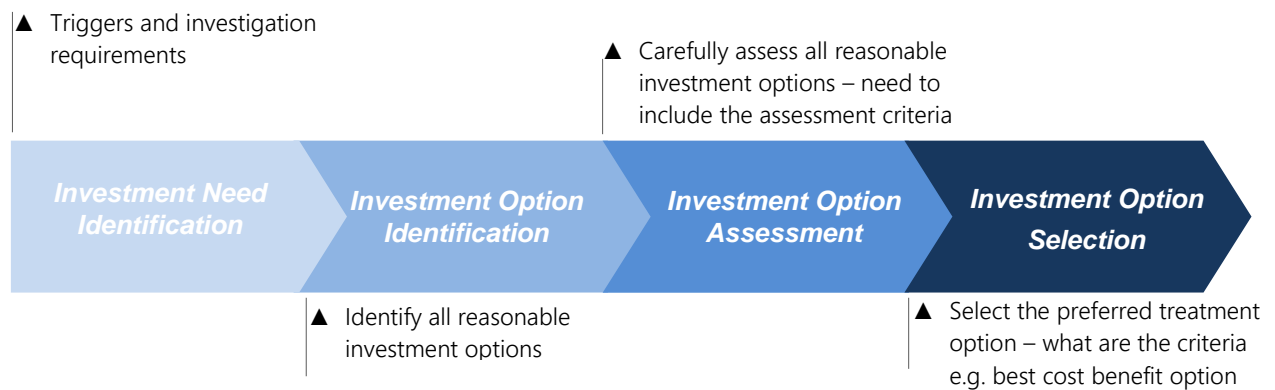 ▲ Triggers and investigation
requirements
▲ Carefully assess all reasonable
investment options – need to
include the assessment criteria
Investment Need
Identification
Investment Option
Identification
Investment Option
Assessment
Investment Option
Selection
▲ Identify all reasonable
investment options
▲ Select the preferred treatment
option – what are the criteria
e.g. best cost benefit option